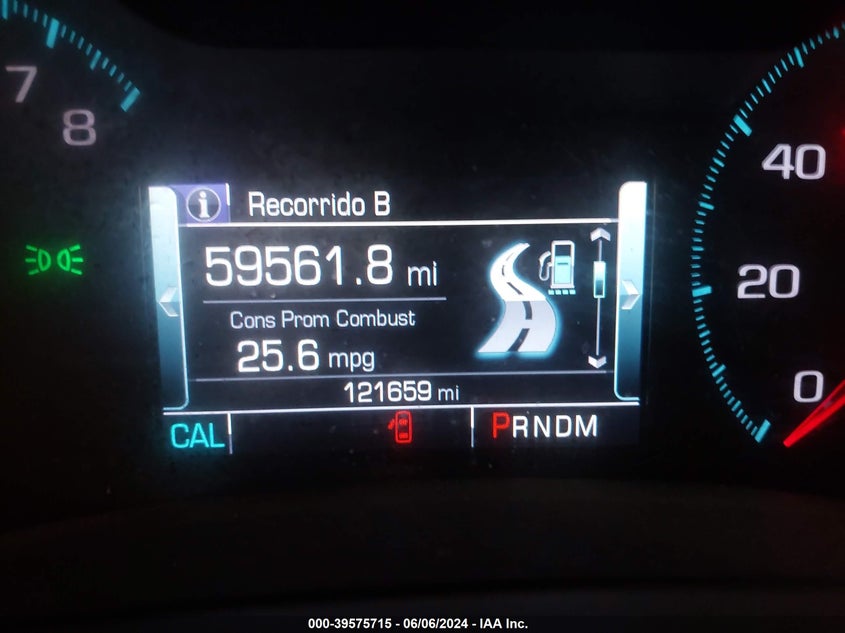 7
8
Recorrido B
59561.8 mi
Cons Prom Combust
25.6 mpg
121659 mi
CAL
PRNDM
40
20
0
000-39575715 - 06/06/2024 - IAA Inc.